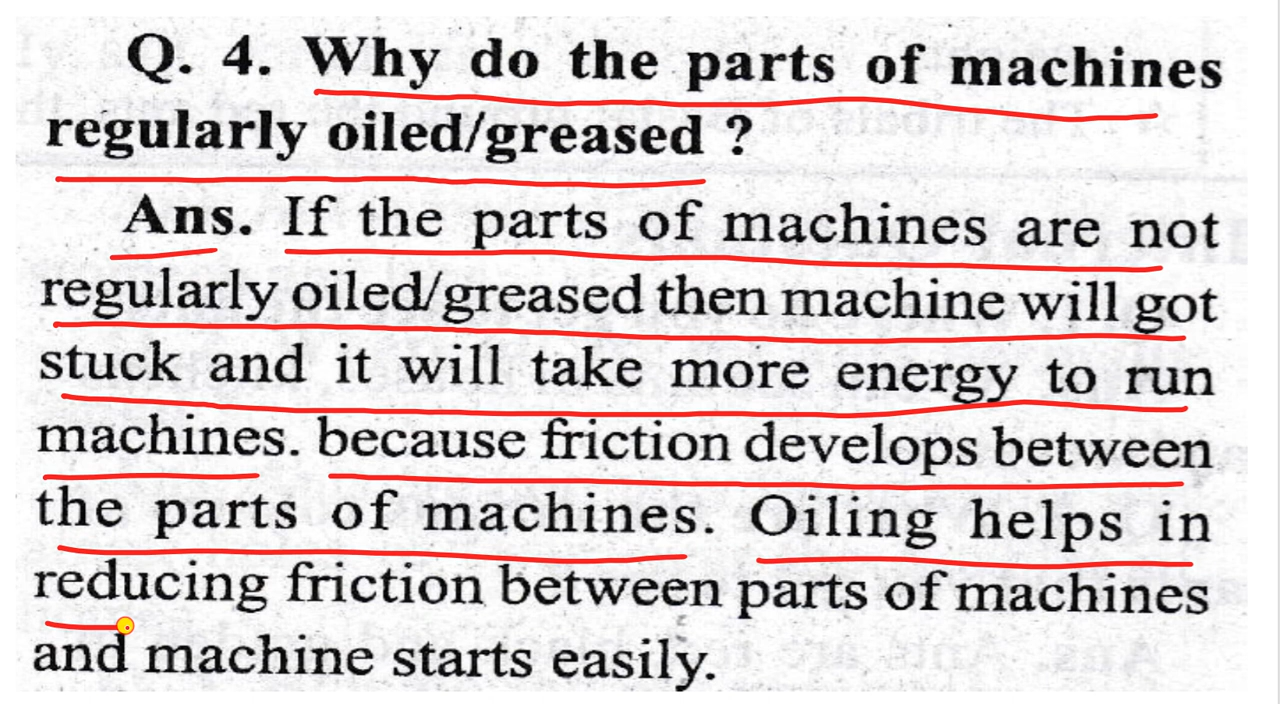 Q. 4. Why do the parts of machines
regularly oiled/greased ?
Ans. If the parts of machines are not
regularly oiled/greased then machine will got
stuck and it will take more energy to run
machines. because friction develops between
the parts of machines. Oiling helps in
reducing friction between parts of machines
and machine starts easily.